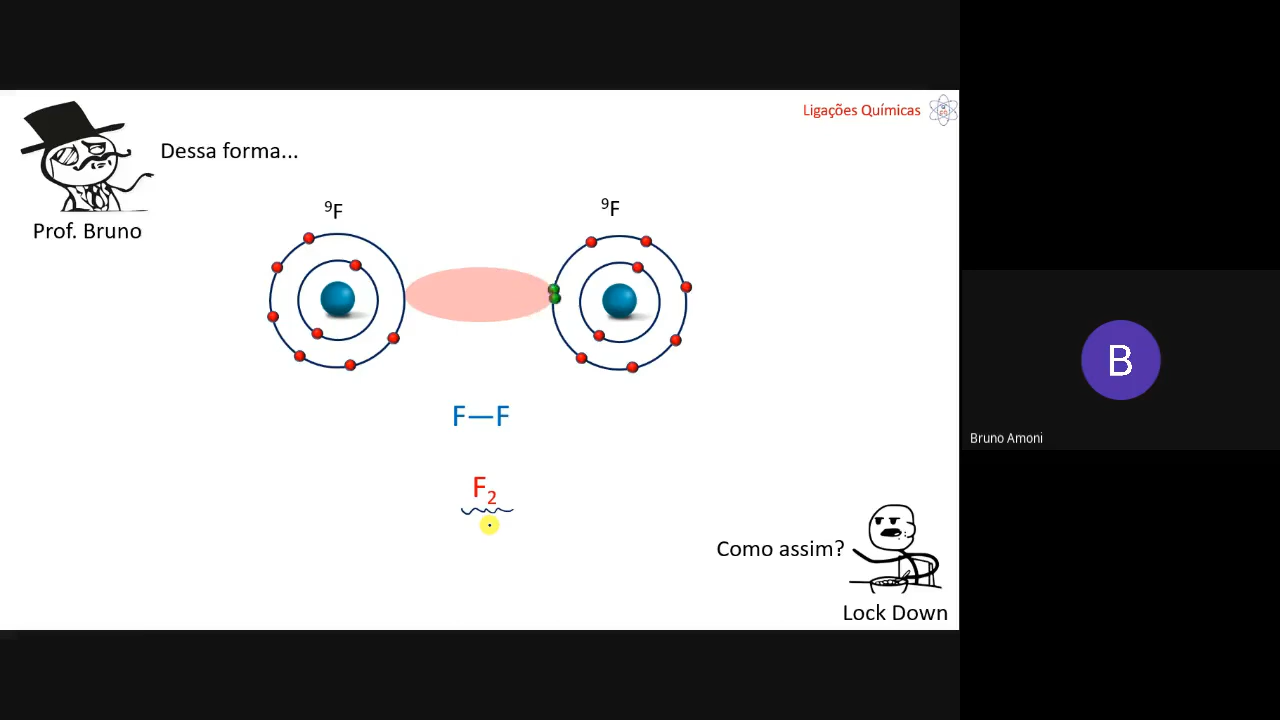 Ligações Químicas
Dessa forma...
Prof. Bruno
⁹F
⁹F
F—F
F₂
Como assim?
Lock Down
B
Bruno Amoni